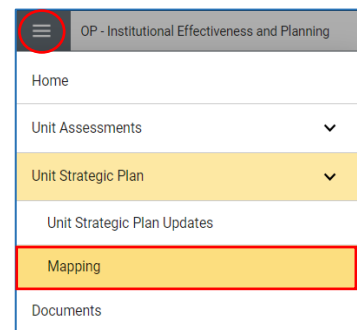 OP - Institutional Effectiveness and Planning
Home
Unit Assessments
Unit Strategic Plan
Unit Strategic Plan Updates
Mapping
Documents